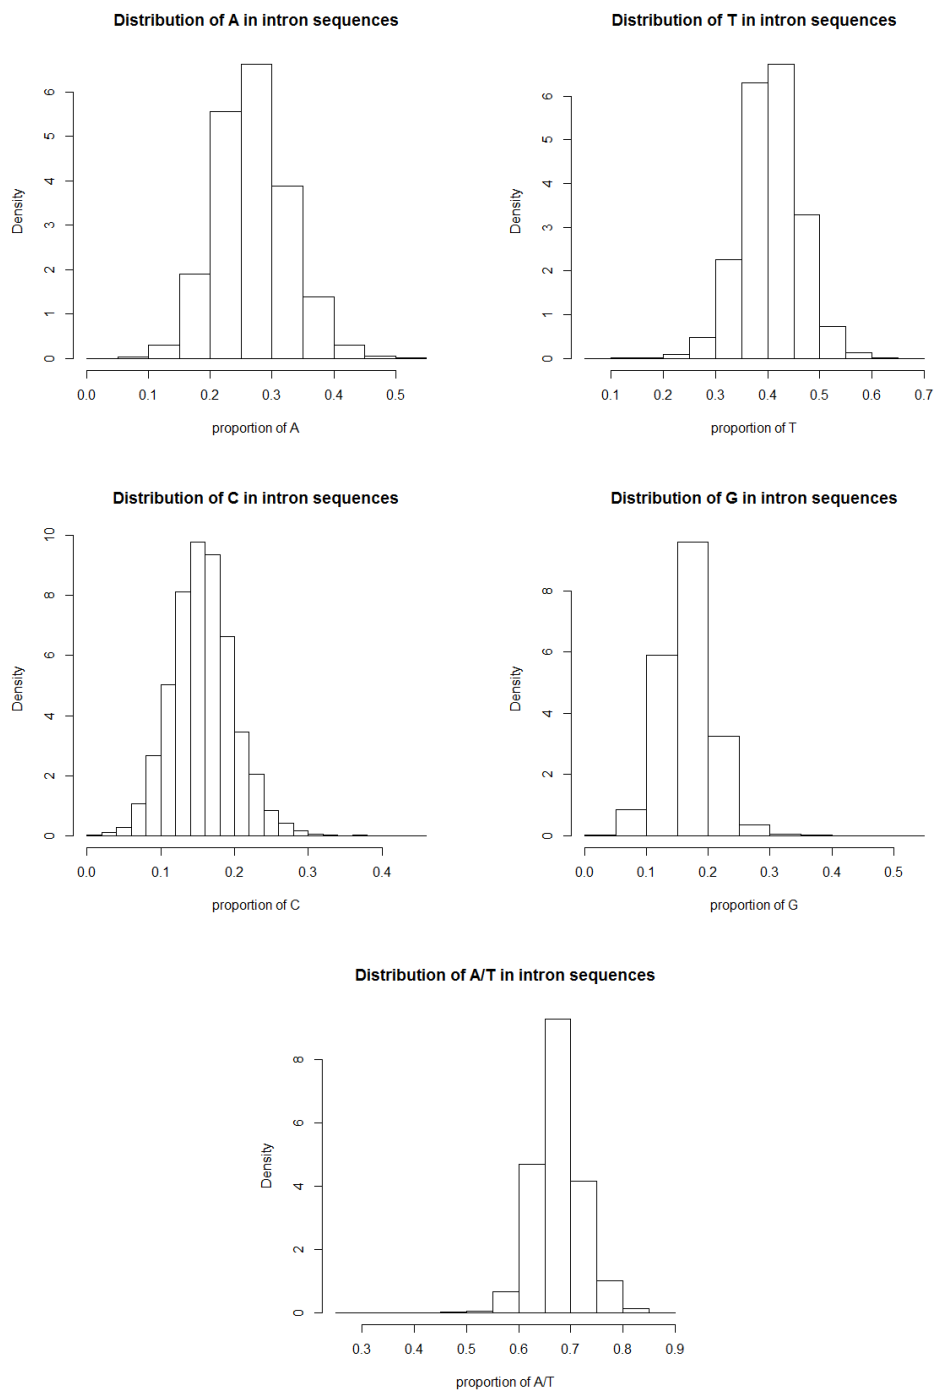 Distribution of A in intron sequences
Density
0 1 2 3 4 5 6
0.0 0.1 0.2 0.3 0.4 0.5
proportion of A
Distribution of T in intron sequences
Density
0 1 2 3 4 5 6
0.1 0.2 0.3 0.4 0.5 0.6 0.7
proportion of T
Distribution of C in intron sequences
Density
0 2 4 6 8 10
0.0 0.1 0.2 0.3 0.4
proportion of C
Distribution of G in intron sequences
Density
0 2 4 6 8
0.0 0.1 0.2 0.3 0.4 0.5
proportion of G
Distribution of A/T in intron sequences
Density
0 2 4 6 8
0.3 0.4 0.5 0.6 0.7 0.8 0.9
proportion of A/T